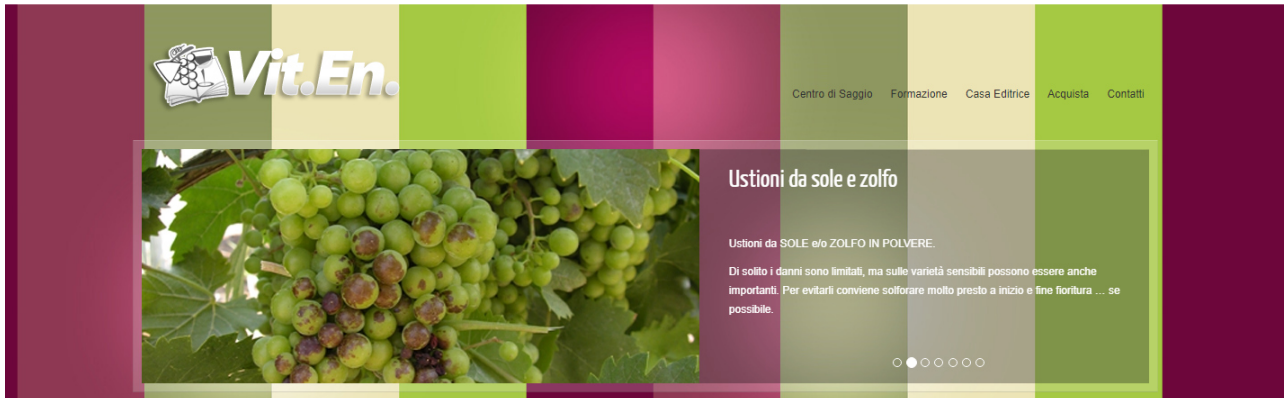 Vit.En.
Centro di Saggio Formazione Casa Editrice Acquista Contatti
Ustioni da sole e zolfo
Ustioni da SOLE e/o ZOLFO IN POLVERE.
Di solito i danni sono limitati, ma sulle varietà sensibili possono essere anche
importanti. Per evitarli conviene solforare molto presto a inizio e fine fioritura ... se
possibile.